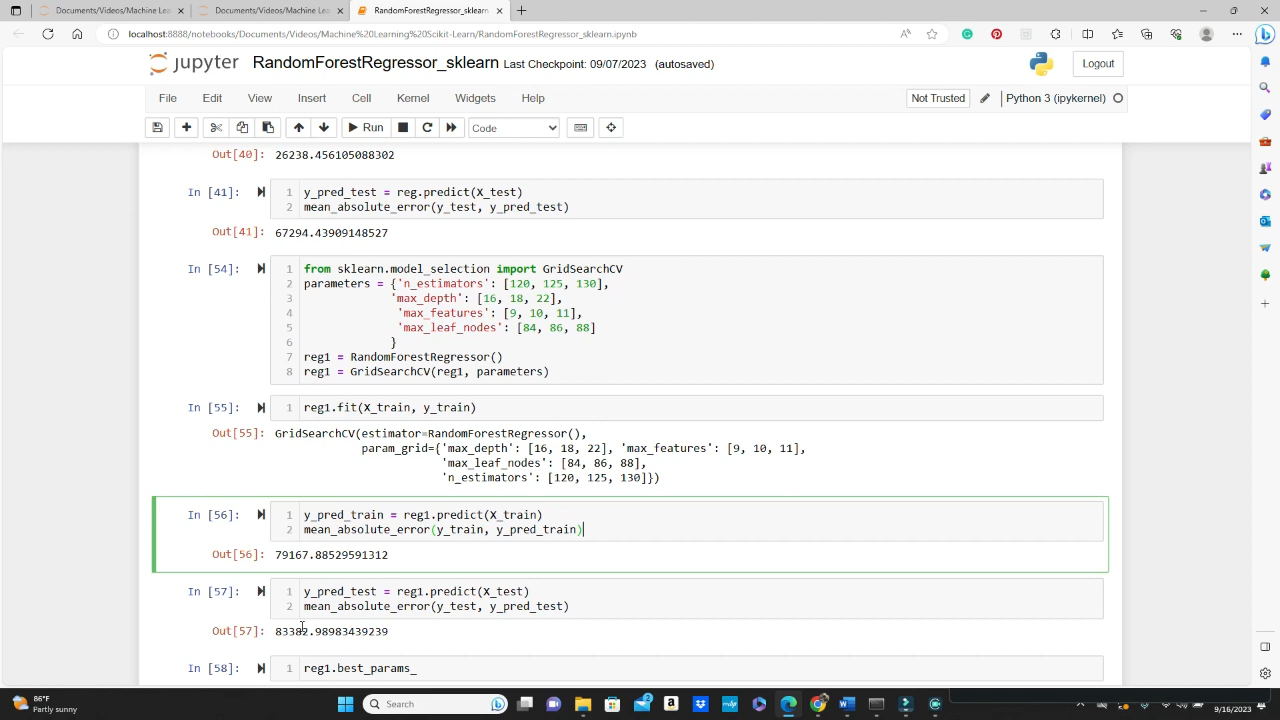 Documents/Videos/Machine Lea
Documents/Videos/Machine Lea
RandomForestRegressor_sklearn
localhost:8888/notebooks/Documents/Videos/Machine%20Learning%20Scikit-Learn/RandomForestRegressor_sklearn.ipynb
jupyter RandomForestRegressor_sklearn Last Checkpoint: 09/07/2023 (autosaved)
Logout
File Edit View Insert Cell Kernel Widgets Help
Not Trusted Python 3 (ipykernel)
Run Code
Out[40]: 26238.456105088302
In [41]: 1 y_pred_test = reg.predict(X_test)
2 mean_absolute_error(y_test, y_pred_test)
Out[41]: 67294.43909148527
In [54]: 1 from sklearn.model_selection import GridSearchCV
2 parameters = {'n_estimators': [120, 125, 130],
3 'max_depth': [16, 18, 22],
4 'max_features': [9, 10, 11],
5 'max_leaf_nodes': [84, 86, 88]
6 }
7 reg1 = RandomForestRegressor()
8 reg1 = GridSearchCV(reg1, parameters)
In [55]: 1 reg1.fit(X_train, y_train)
Out[55]: GridSearchCV(estimator=RandomForestRegressor(),
param_grid={'max_depth': [16, 18, 22], 'max_features': [9, 10, 11],
'max_leaf_nodes': [84, 86, 88],
'n_estimators': [120, 125, 130]})
In [56]: 1 y_pred_train = reg1.predict(X_train)
2 mean_absolute_error(y_train, y_pred_train)
Out[56]: 79167.88529591312
In [57]: 1 y_pred_test = reg1.predict(X_test)
2 mean_absolute_error(y_test, y_pred_test)
Out[57]: 83382.98983439239
In [58]: 1 reg1.best_params_
86°F
Partly sunny
Search
9/16/2023